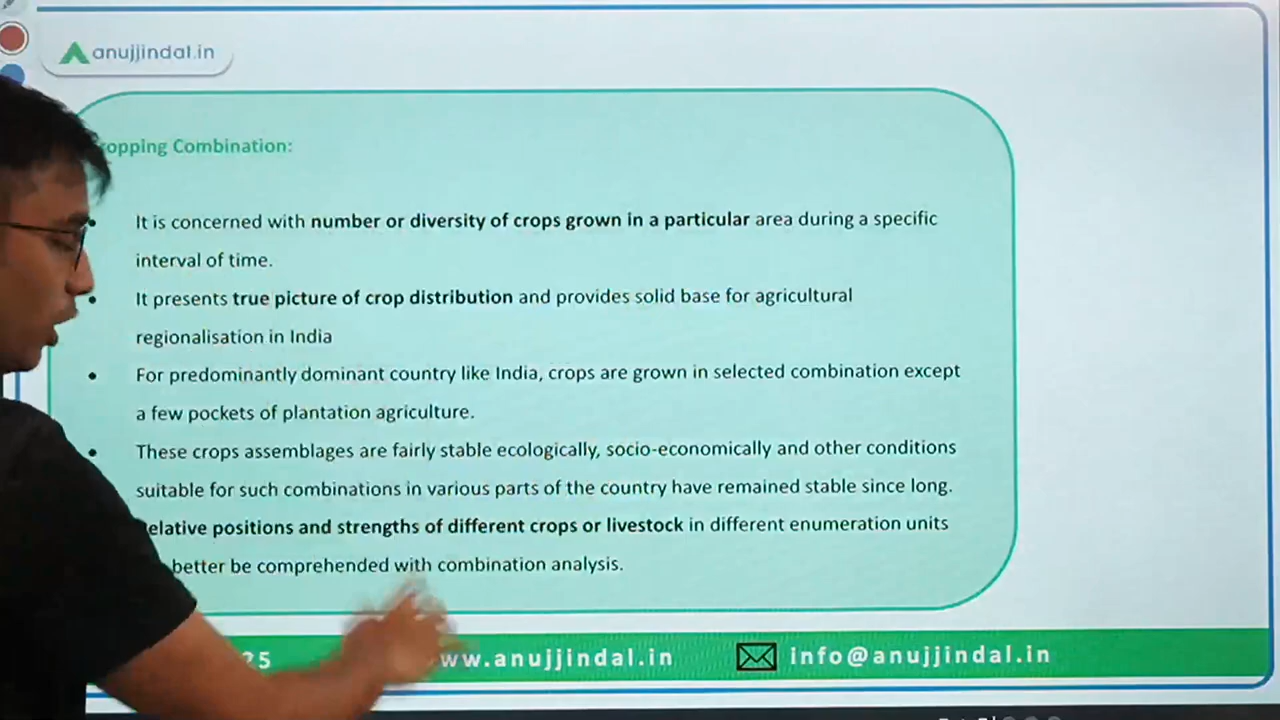 anujjindal.in
opping Combination:
It is concerned with number or diversity of crops grown in a particular area during a specific
interval of time.
It presents true picture of crop distribution and provides solid base for agricultural
regionalisation in India
For predominantly dominant country like India, crops are grown in selected combination except
a few pockets of plantation agriculture.
These crops assemblages are fairly stable ecologically, socio-economically and other conditions
suitable for such combinations in various parts of the country have remained stable since long.
elative positions and strengths of different crops or livestock in different enumeration units
better be comprehended with combination analysis.
25
ww.anujjindal.in
info@anujjindal.in